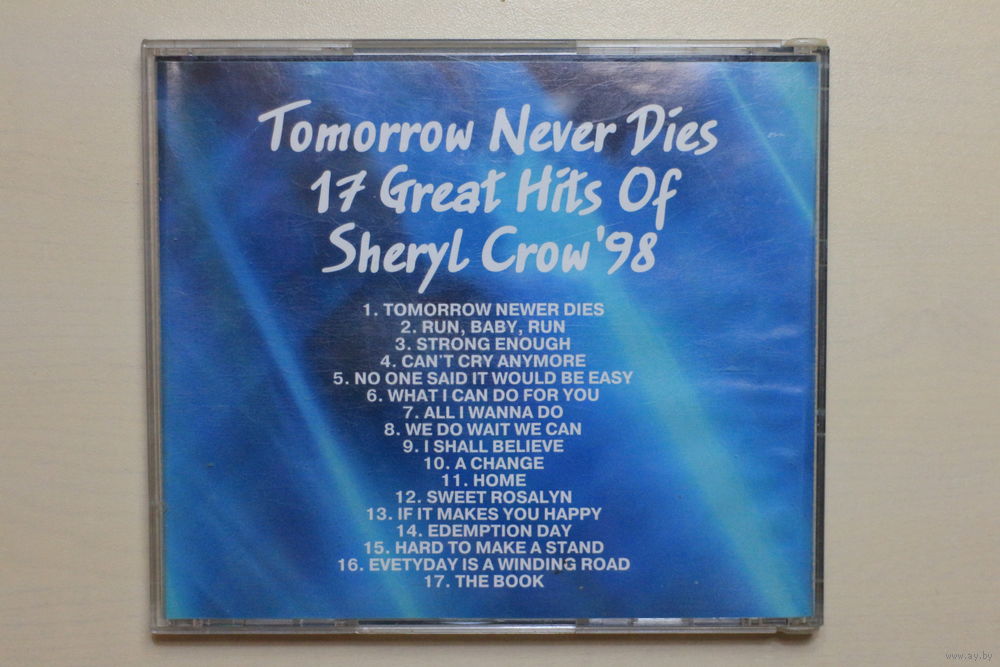 Tomorrow Never Dies
17 Great Hits Of
Sheryl Crow'98
1. TOMORROW NEWER DIES
2. RUN, BABY, RUN
3. STRONG ENOUGH
4. CAN'T CRY ANYMORE
5. NO ONE SAID IT WOULD BE EASY
6. WHAT I CAN DO FOR YOU
7. ALL I WANNA DO
8. WE DO WAIT WE CAN
9. I SHALL BELIEVE
10. A CHANGE
11. HOME
12. SWEET ROSALYN
13. IF IT MAKES YOU HAPPY
14. EDEMPTION DAY
15. HARD TO MAKE A STAND
16. EVETYDAY IS A WINDING ROAD
17. THE BOOK
www.ay.by